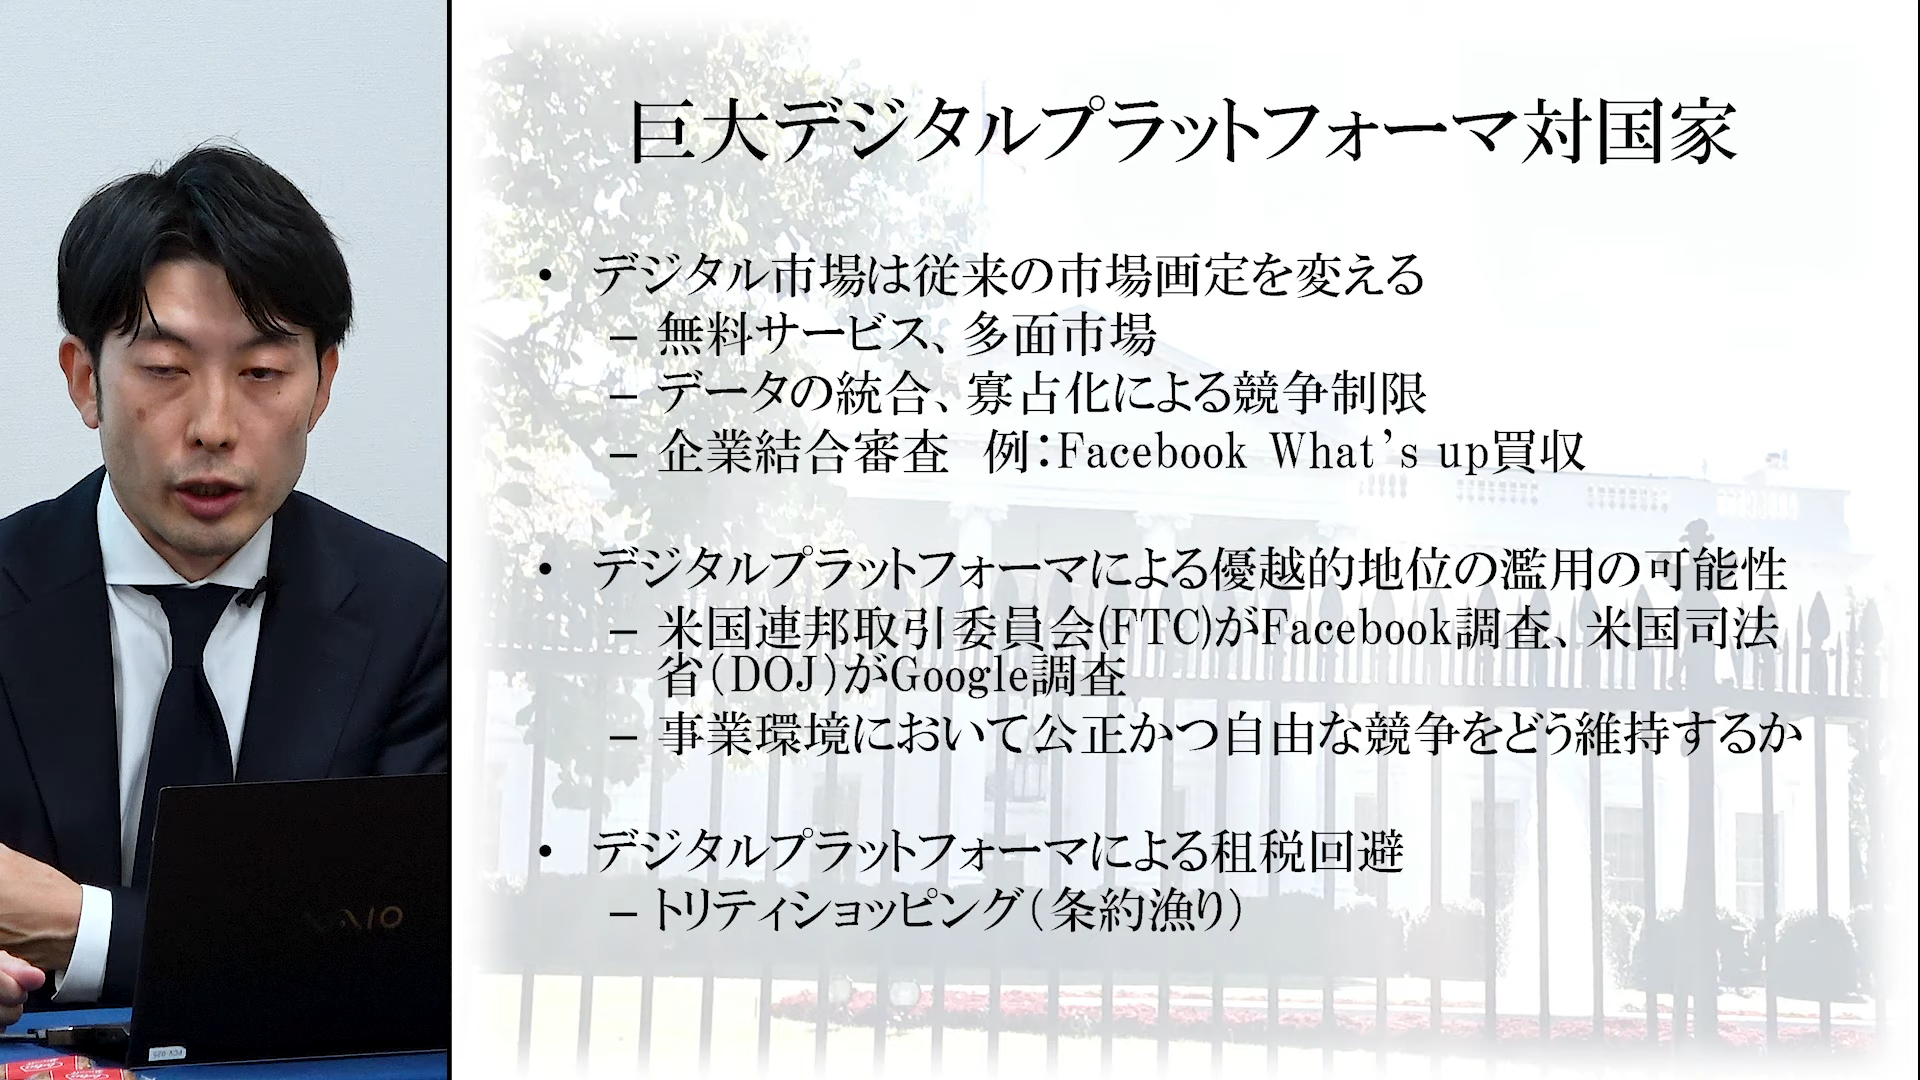 巨大デジタルプラットフォーマ対国家
• デジタル市場は従来の市場画定を変える
– 無料サービス、多面市場
– データの統合、寡占化による競争制限
– 企業結合審査　例：Facebook What’s up買収
• デジタルプラットフォーマによる優越的地位の濫用の可能性
– 米国連邦取引委員会(FTC)がFacebook調査、米国司法
省（DOJ）がGoogle調査
– 事業環境において公正かつ自由な競争をどう維持するか
• デジタルプラットフォーマによる租税回避
– トリティショッピング（条約漁り）
VAIO